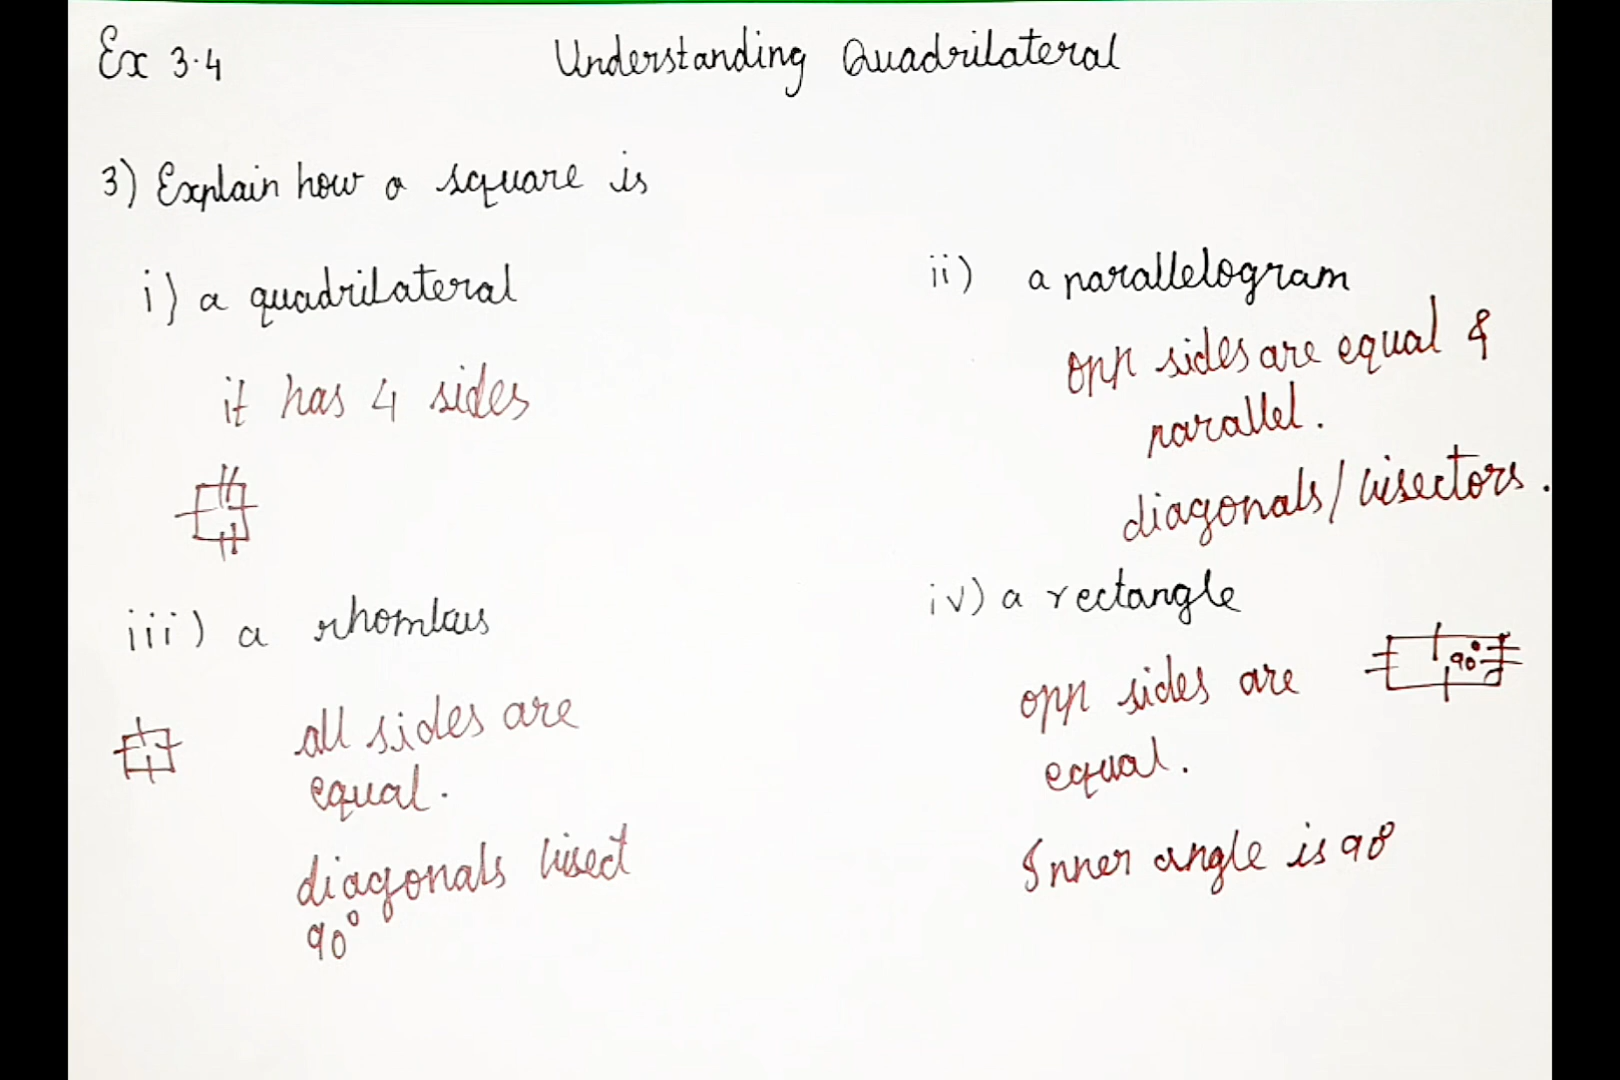 Ex 3.4
Understanding Quadrilateral
3) Explain how a square is
i) a quadrilateral
it has 4 sides
ii) a parallelogram
opp sides are equal &
parallel.
diagonals / bisectors.
iii) a rhombus
all sides are
equal.
diagonals bisect
90°
iv) a rectangle
90°
opp sides are
equal.
Inner angle is 90°